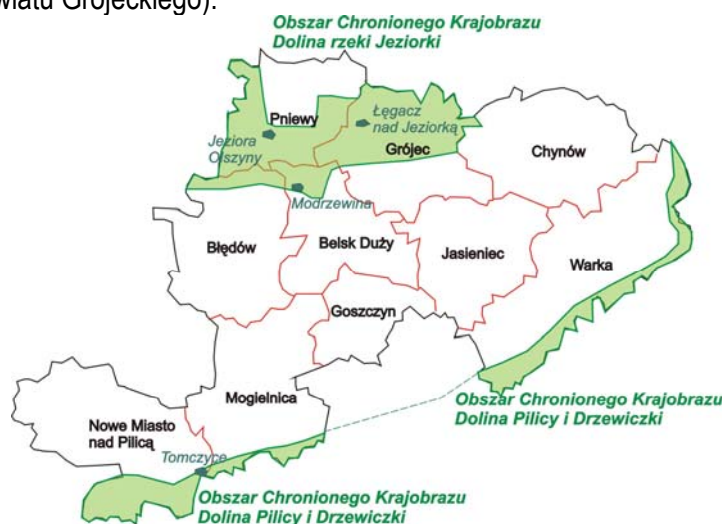 wiatu Grójeckiego).
Obszar Chronionego Krajobrazu
Dolina rzeki Jeziorki
Pniewy
Łęgacz
nad Jeziorką
Jeziora
Olszyny
Grójec
Chynów
Modrzewina
Błędów
Belsk Duży
Jasieniec
Warka
Goszczyn
Mogielnica
Obszar Chronionego Krajobrazu
Dolina Pilicy i Drzewiczki
Nowe Miasto
nad Pilicą
Tomczyce
Obszar Chronionego Krajobrazu
Dolina Pilicy i Drzewiczki